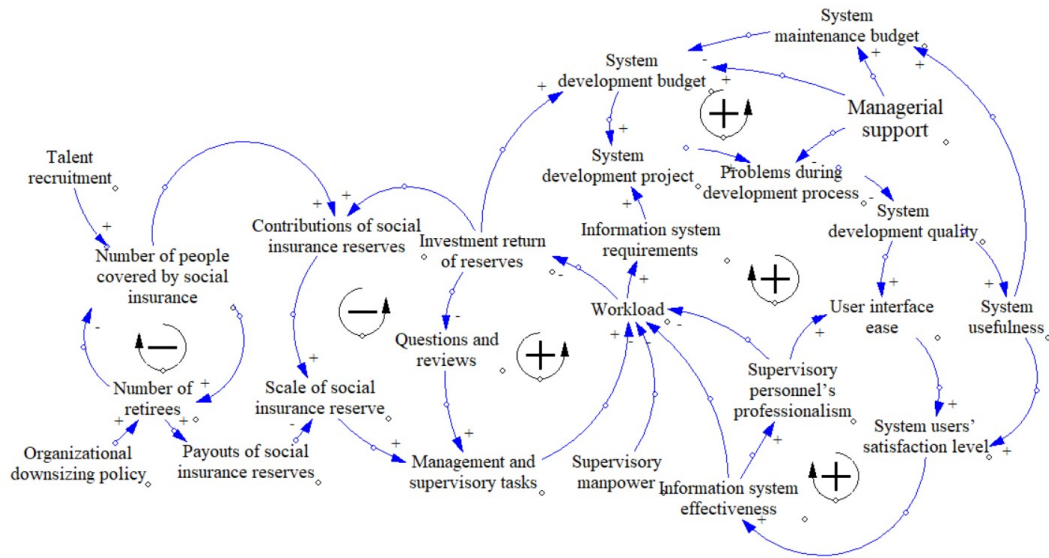 System
maintenance budget
System
development budget
Managerial
support
Talent
recruitment
System
development project
Problems during
development process
System
development quality
Number of people
covered by social
insurance
Contributions of social
insurance reserves
Investment return
of reserves
Information system
requirements
Workload
User interface
ease
System
usefulness
Questions and
reviews
Number of
retirees
Scale of social
insurance reserve
Supervisory
personnel's
professionalism
Organizational
downsizing policy
Payouts of social
insurance reserves
Management and
supervisory tasks
Supervisory
manpower
Information system
effectiveness
System users'
satisfaction level